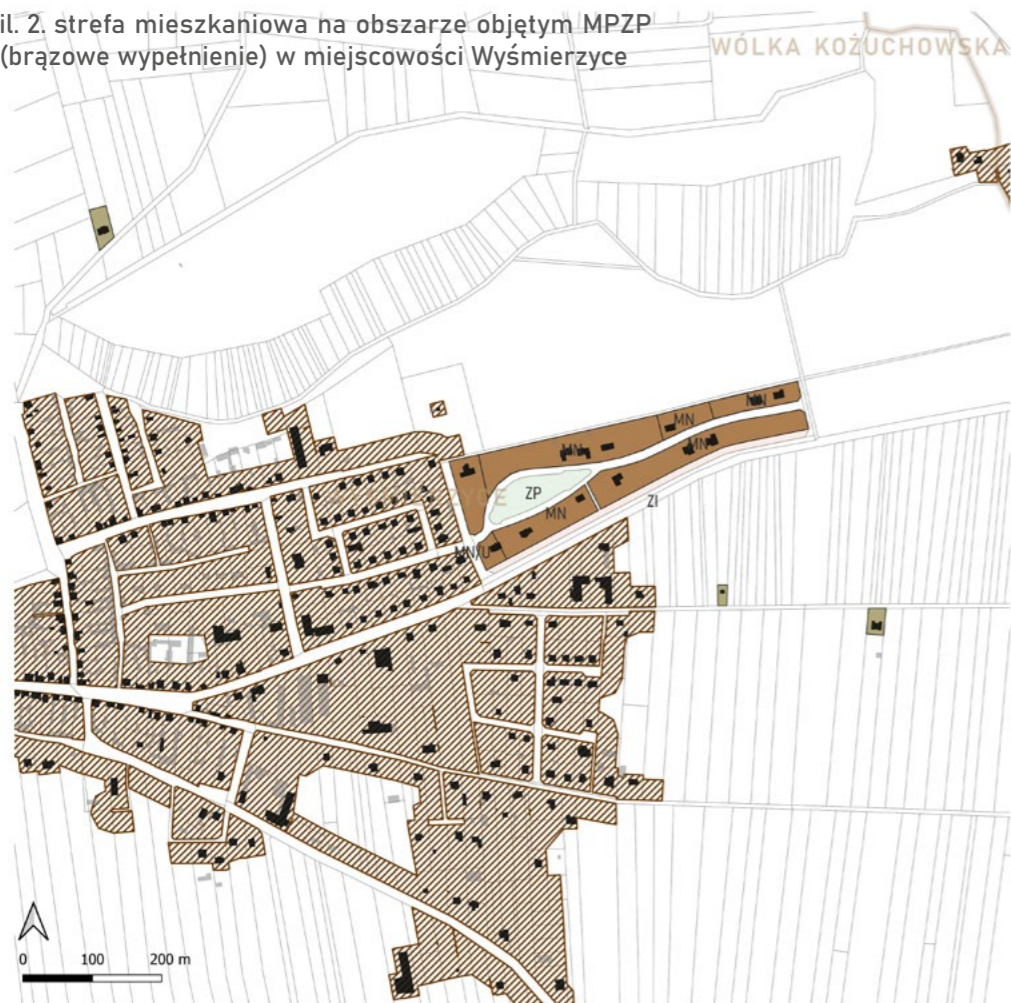 il. 2. strefa mieszkaniowa na obszarze objętym MPZP
(brązowe wypełnienie) w miejscowości Wyśmierzyce
WÓLKA KOŻUCHOWSKA
MN
MN
MN
MN
ZP
ZI
MN
MN/U
0 100 200 m